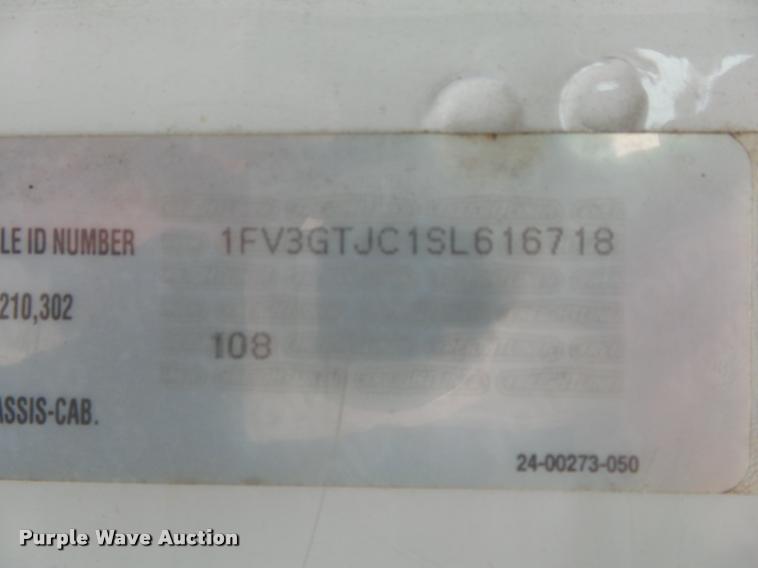 LE ID NUMBER 1FV3GTJC1SL616718
210,302
108
ASSIS-CAB.
24-00273-050
Purple Wave Auction